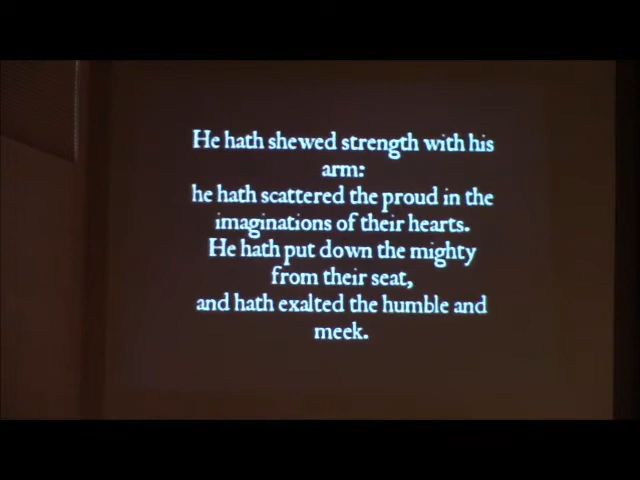 He hath shewed strength with his
arm:
he hath scattered the proud in the
imaginations of their hearts.
He hath put down the mighty
from their seat,
and hath exalted the humble and
meek.